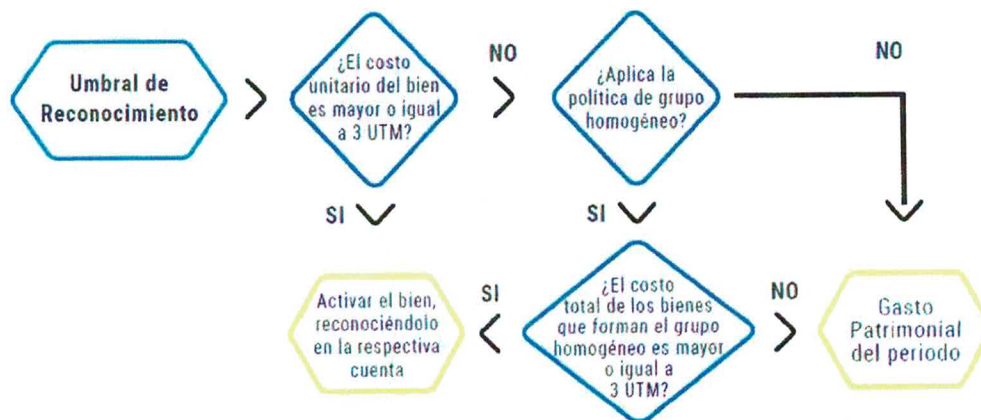 Umbral de
Reconocimiento
¿El costo
unitario del bien
es mayor o igual
a 3 UTM?
NO
¿Aplica la
política de grupo
homogéneo?
NO
SI
SI
Activar el bien,
reconociéndolo
en la respectiva
cuenta
SI
¿El costo
total de los bienes
que forman el grupo
homogéneo es mayor
o igual a
3 UTM?
NO
Gasto
Patrimonial
del periodo